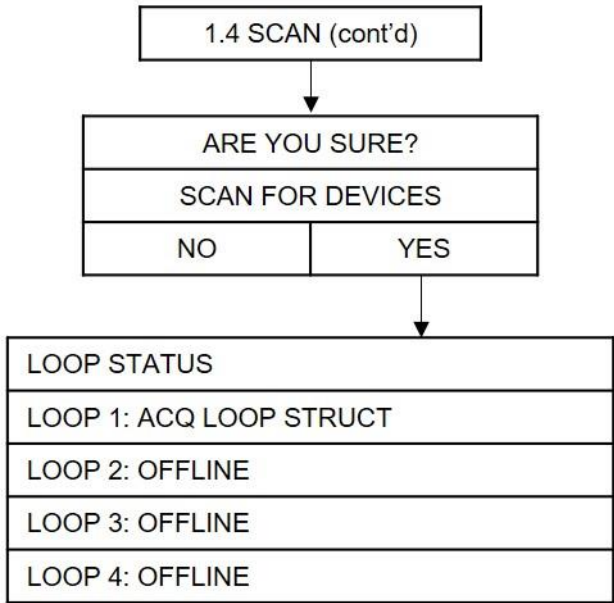 1.4 SCAN (cont’d)
ARE YOU SURE?
SCAN FOR DEVICES
NO YES
LOOP STATUS
LOOP 1: ACQ LOOP STRUCT
LOOP 2: OFFLINE
LOOP 3: OFFLINE
LOOP 4: OFFLINE